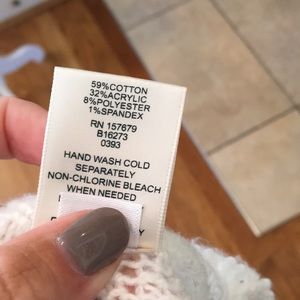 59%COTTON
32%ACRYLIC
8%POLYESTER
1%SPANDEX
RN 157679
B16273
0393
HAND WASH COLD
SEPARATELY
NON-CHLORINE BLEACH
WHEN NEEDED